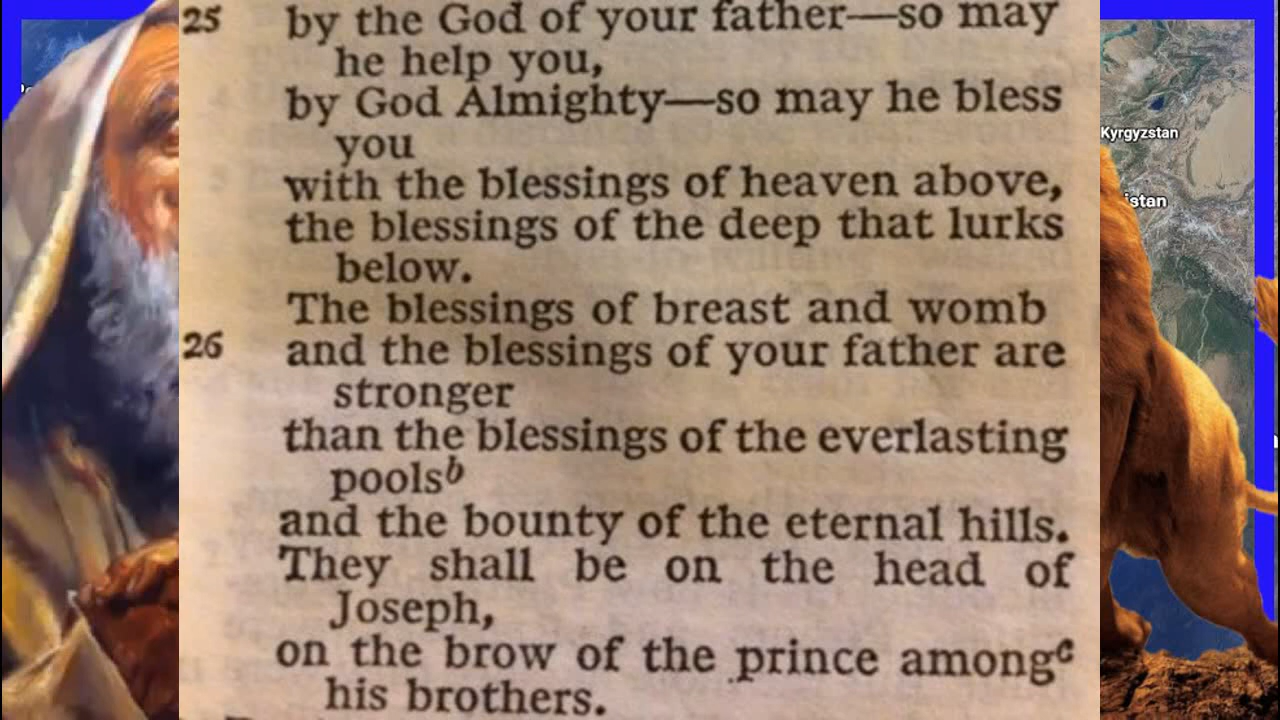 25 by the God of your father—so may
he help you,
by God Almighty—so may he bless
you
with the blessings of heaven above,
the blessings of the deep that lurks
below.
The blessings of breast and womb
26 and the blessings of your father are
stronger
than the blessings of the everlasting
poolsᵇ
and the bounty of the eternal hills.
They shall be on the head of
Joseph,
on the brow of the prince amongᶜ
his brothers.
Kyrgyzstan
istan